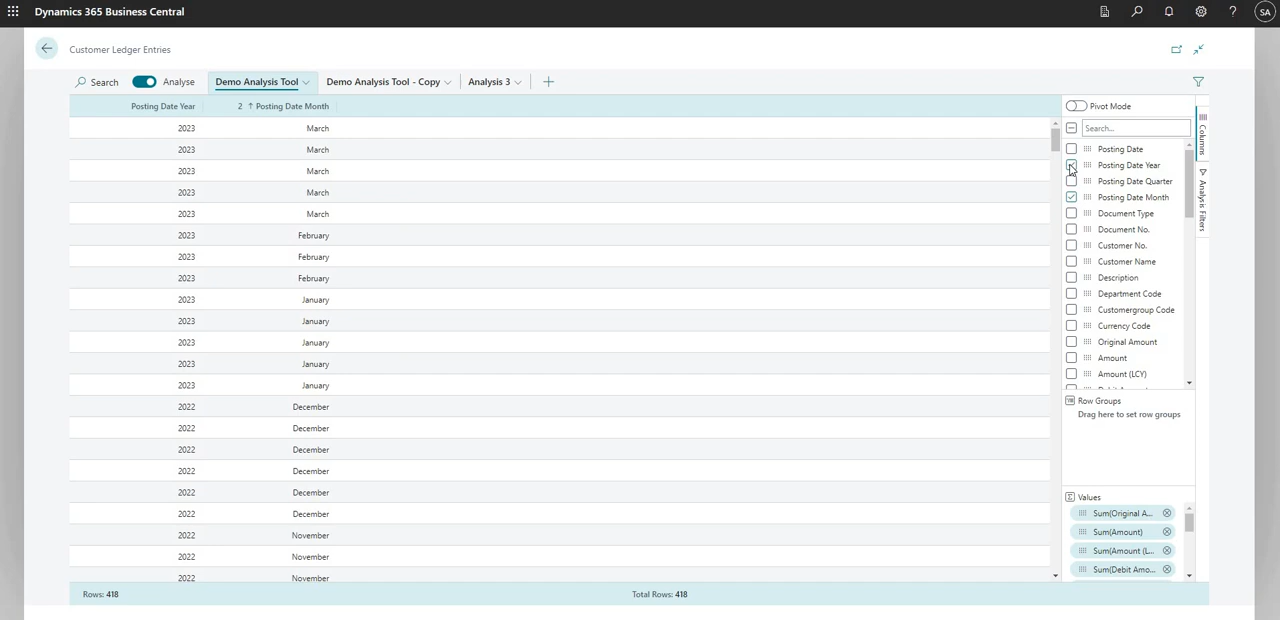 Dynamics 365 Business Central
SA
Customer Ledger Entries
Search
Analyse
Demo Analysis Tool
Demo Analysis Tool - Copy
Analysis 3
Posting Date Year
2 ↑ Posting Date Month
2023 March
2023 March
2023 March
2023 March
2023 March
2023 February
2023 February
2023 February
2023 January
2023 January
2023 January
2023 January
2023 January
2022 December
2022 December
2022 December
2022 December
2022 December
2022 December
2022 November
2022 November
2022 November
Rows: 418
Total Rows: 418
Pivot Mode
Search...
Posting Date
Posting Date Year
Posting Date Quarter
Posting Date Month
Document Type
Document No.
Customer No.
Customer Name
Description
Department Code
Customergroup Code
Currency Code
Original Amount
Amount
Amount (LCY)
Row Groups
Drag here to set row groups
Values
Sum(Original A...
Sum(Amount)
Sum(Amount (L...
Sum(Debit Amo...
Columns
Analysis Filters